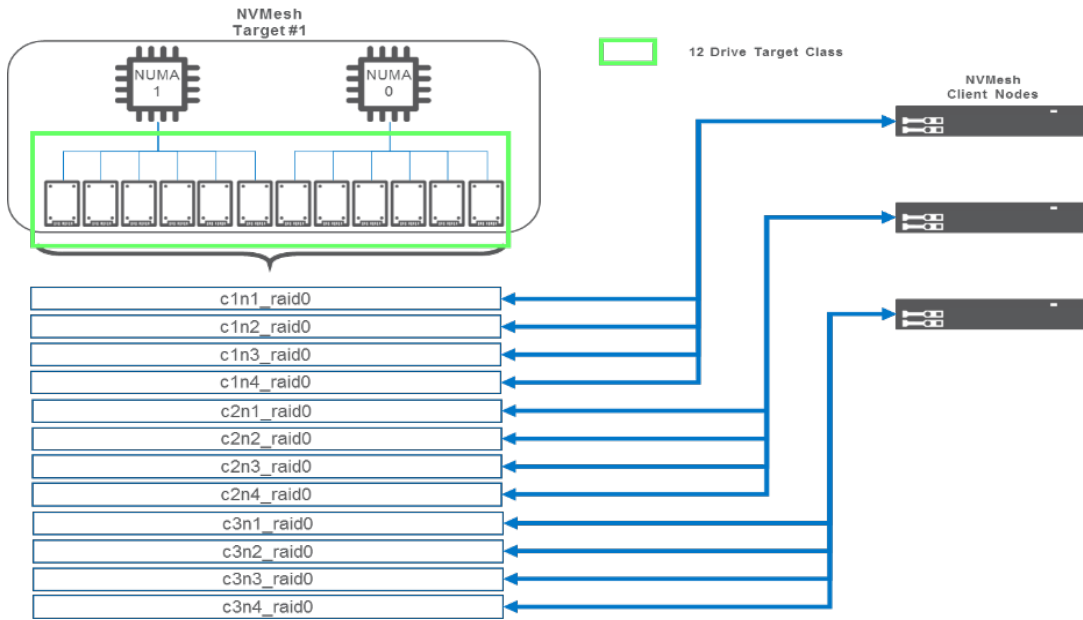 NVMesh
Target #1
NUMA
1
NUMA
0
12 Drive Target Class
NVMesh
Client Nodes
c1n1_raid0
c1n2_raid0
c1n3_raid0
c1n4_raid0
c2n1_raid0
c2n2_raid0
c2n3_raid0
c2n4_raid0
c3n1_raid0
c3n2_raid0
c3n3_raid0
c3n4_raid0